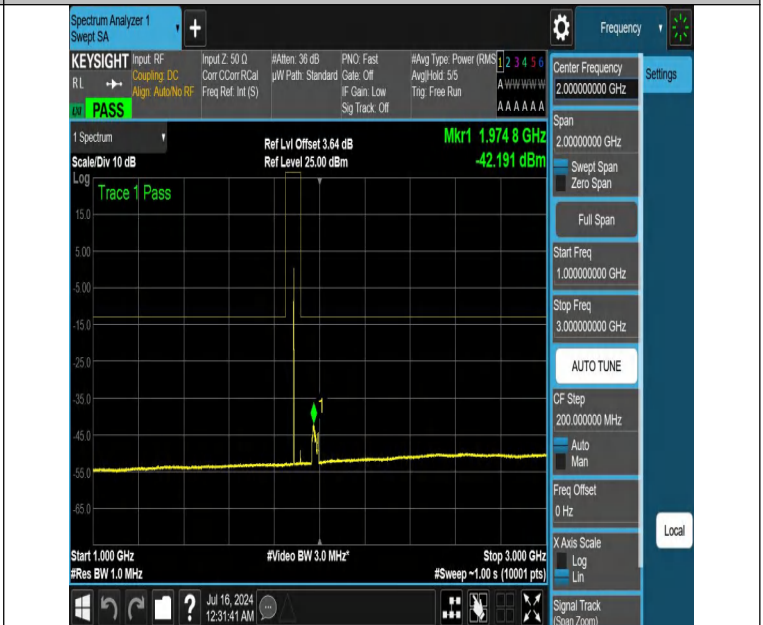 Spectrum Analyzer 1
Swept SA
+
Frequency
KEYSIGHT
RL
PASS
Input: RF
Coupling: DC
Align: Auto/No RF
Input Z: 50 Ω
Corr CCorr RCal
Freq Ref: Int (S)
#Atten: 36 dB
µW Path: Standard
PNO: Fast
Gate: Off
IF Gain: Low
Sig Track: Off
#Avg Type: Power (RMS
Avg|Hold: 5/5
Trig: Free Run
1 2 3 4 5 6
A W W W W W
A A A A A A
1 Spectrum
Scale/Div 10 dB
Ref Lvl Offset 3.64 dB
Ref Level 25.00 dBm
Mkr1 1.974 8 GHz
-42.191 dBm
Log
Trace 1 Pass
15.0
5.00
-5.00
-15.0
-25.0
-35.0
-45.0
-55.0
-65.0
1
Start 1.000 GHz
#Res BW 1.0 MHz
#Video BW 3.0 MHz*
Stop 3.000 GHz
#Sweep ~1.00 s (10001 pts)
?
Jul 16, 2024
12:31:41 AM
Center Frequency
2.000000000 GHz
Settings
Span
2.00000000 GHz
Swept Span
Zero Span
Full Span
Start Freq
1.000000000 GHz
Stop Freq
3.000000000 GHz
AUTO TUNE
CF Step
200.000000 MHz
Auto
Man
Freq Offset
0 Hz
X Axis Scale
Log
Lin
Local
Signal Track
(Span Zoom)